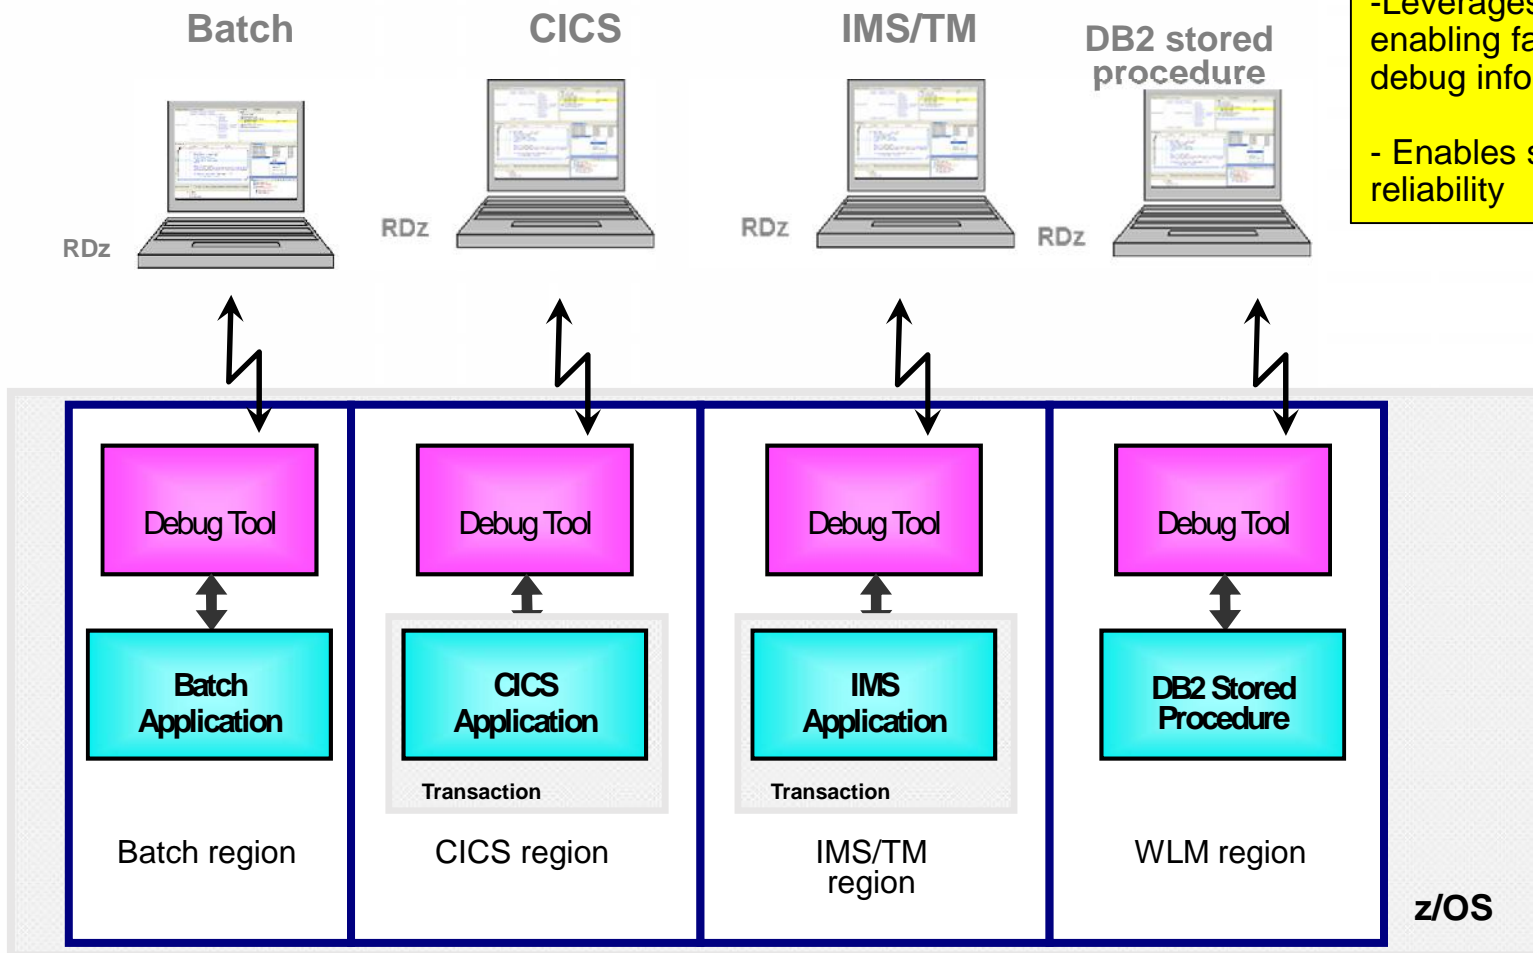 Batch
CICS
IMS/TM
DB2 stored
procedure
-Leverages
enabling
debug info
- Enables
reliability
RDz
RDz
RDz
RDz
Debug Tool
Debug Tool
Debug Tool
Debug Tool
Batch
Application
CICS
Application
IMS
Application
DB2 Stored
Procedure
Transaction
Transaction
Batch region
CICS region
IMS/TM
region
WLM region
z/OS